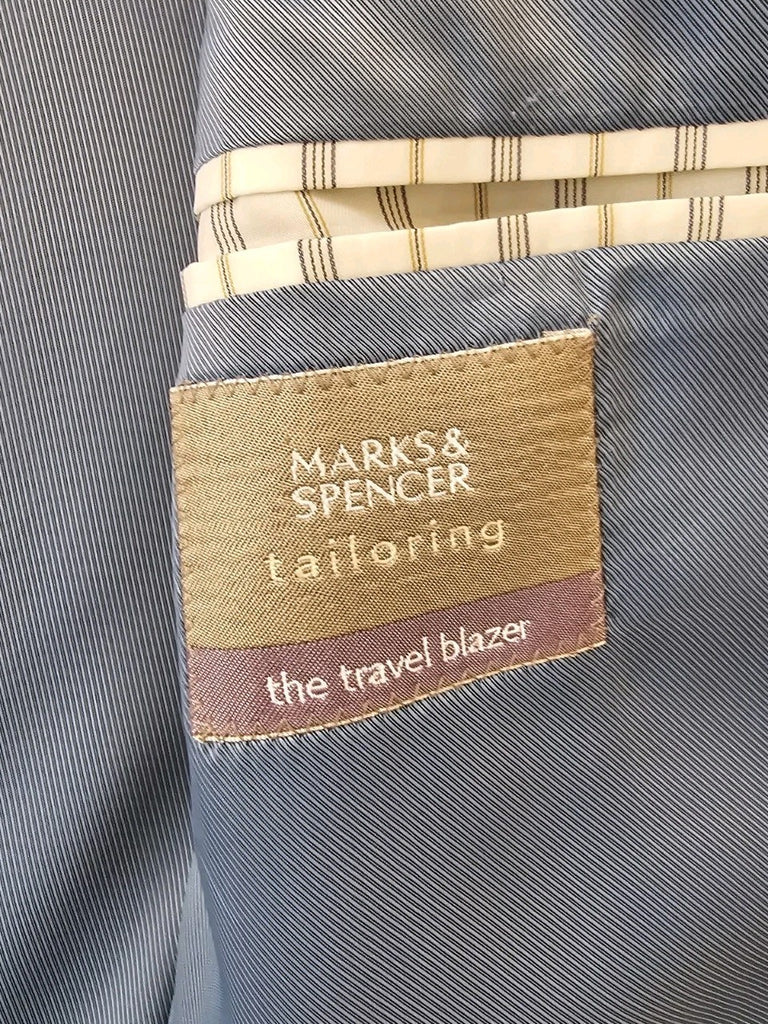 MARKS&
SPENCER
tailoring
the travel blazer